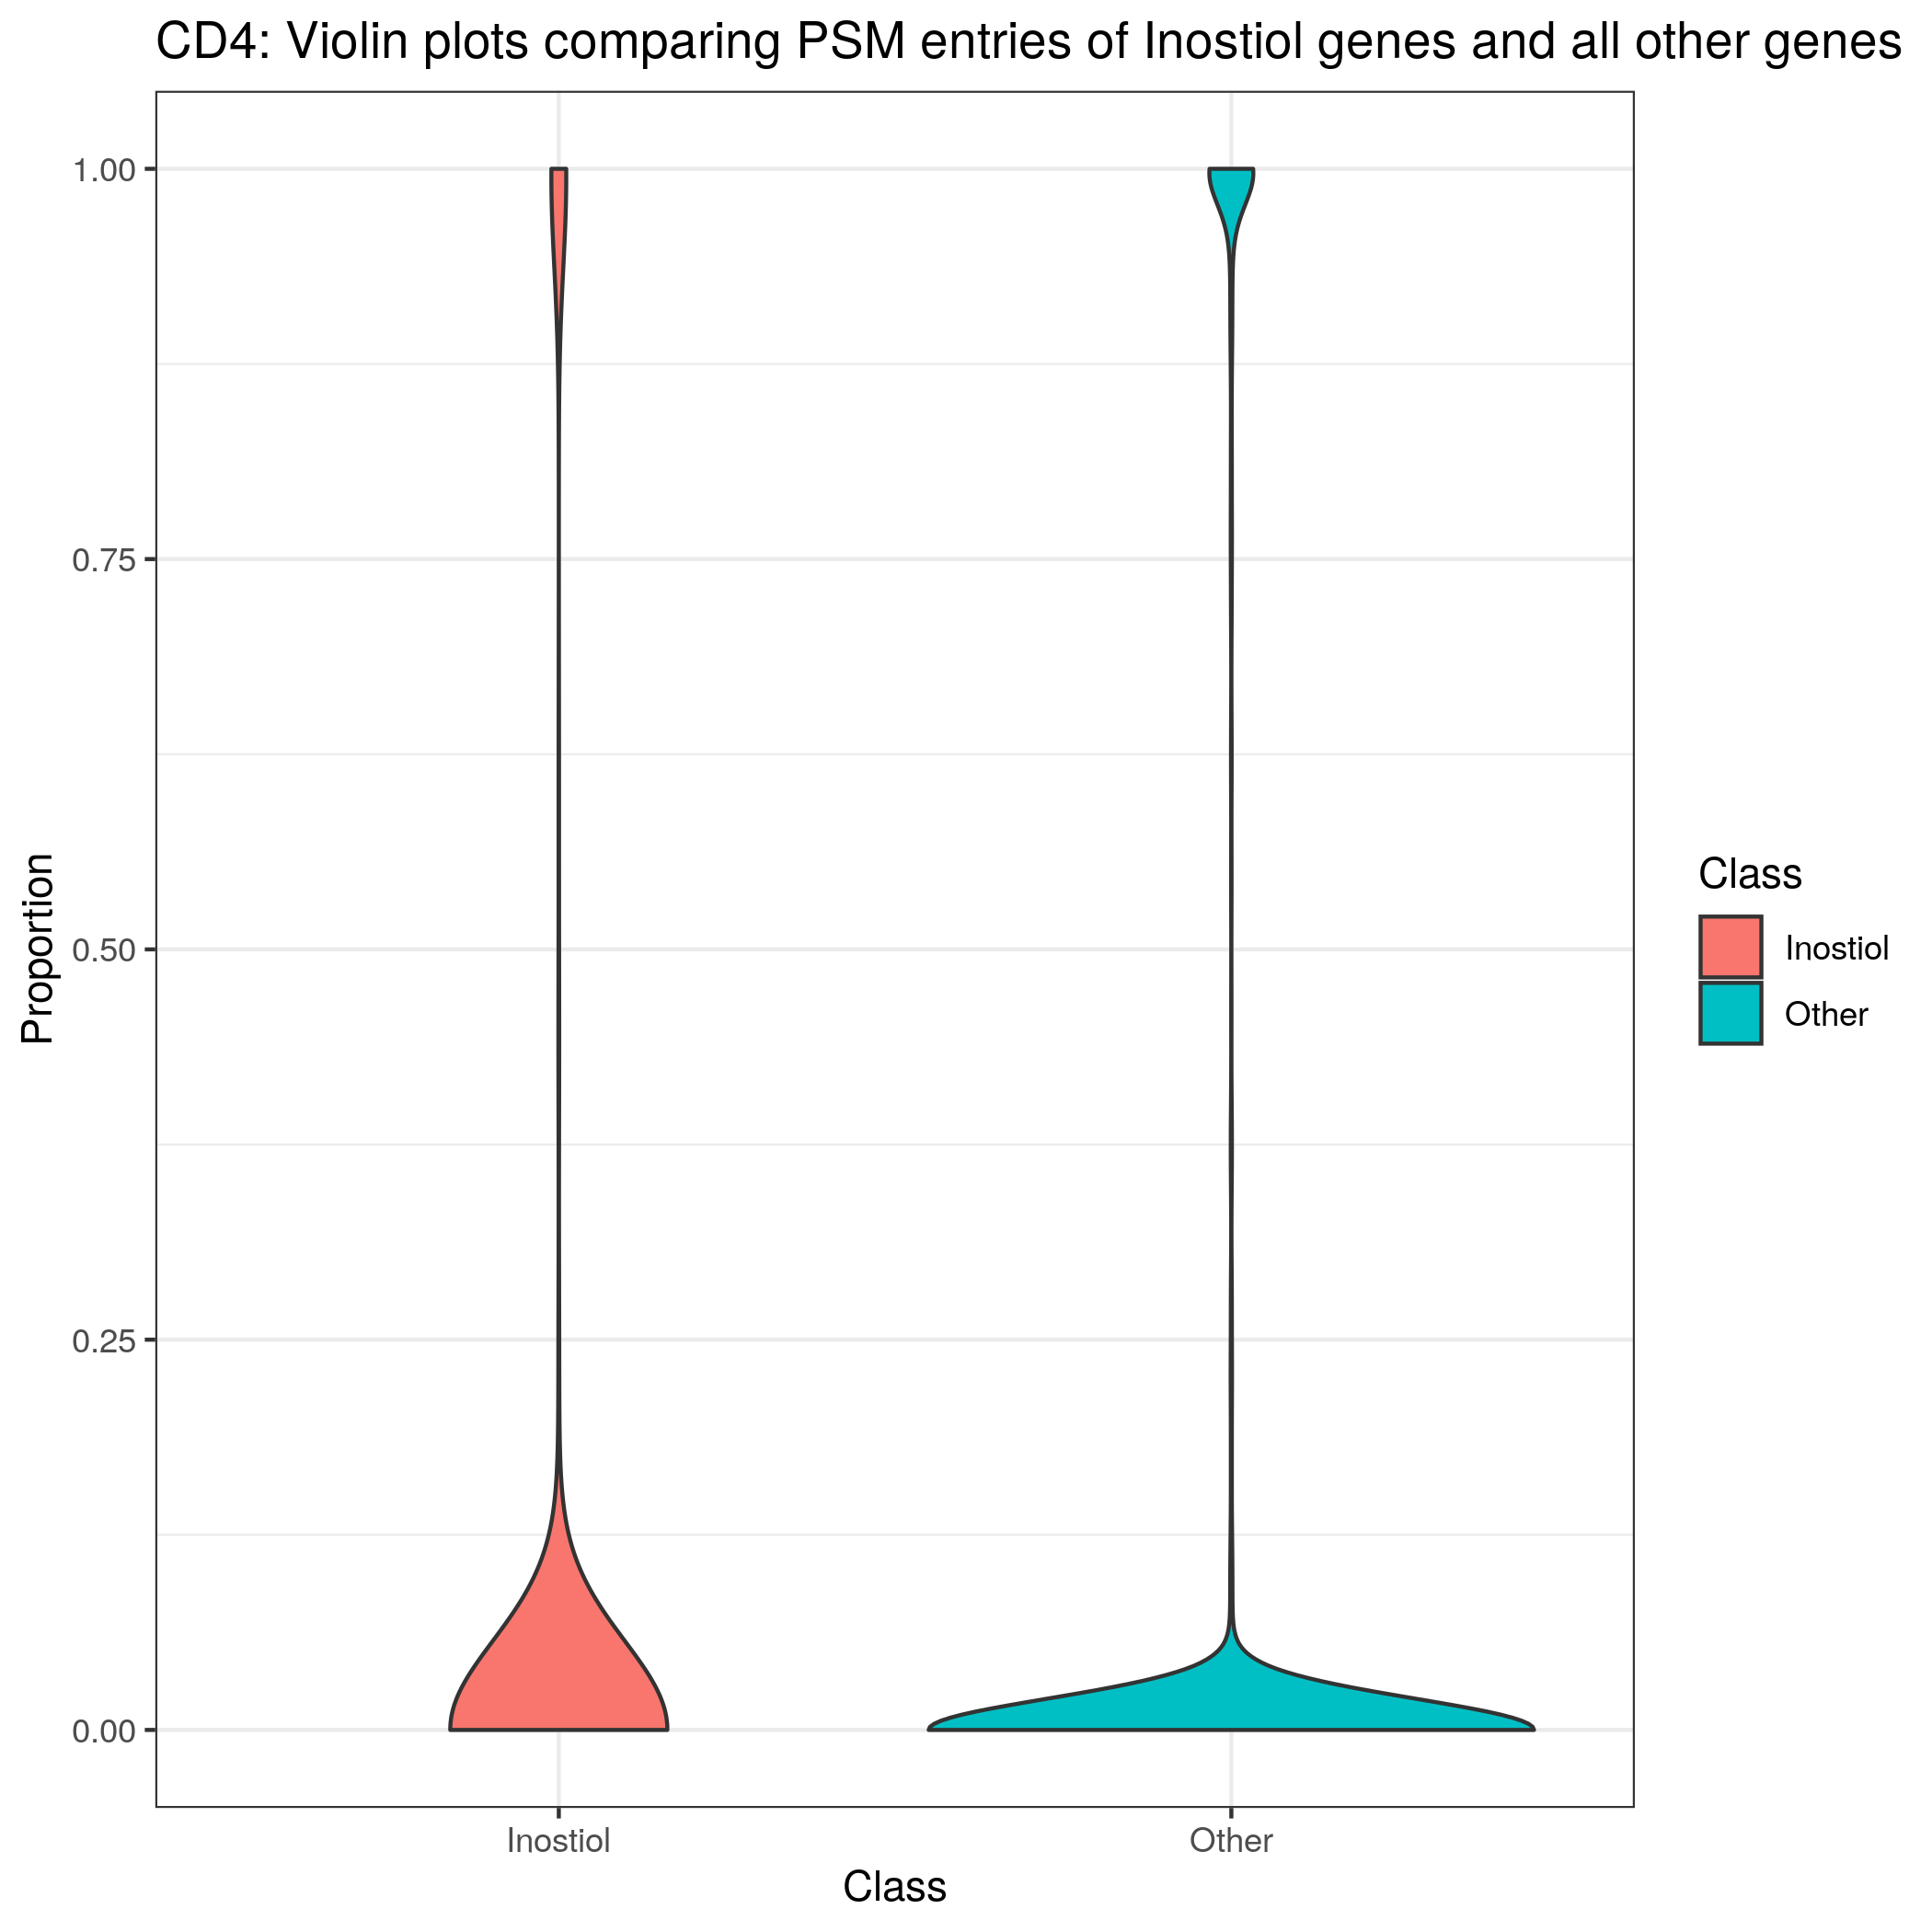 CD4: Violin plots comparing PSM entries of Inostiol genes and all other genes
1.00
0.75
0.50
0.25
0.00
Proportion
Inostiol
Other
Class
Class
Inostiol
Other